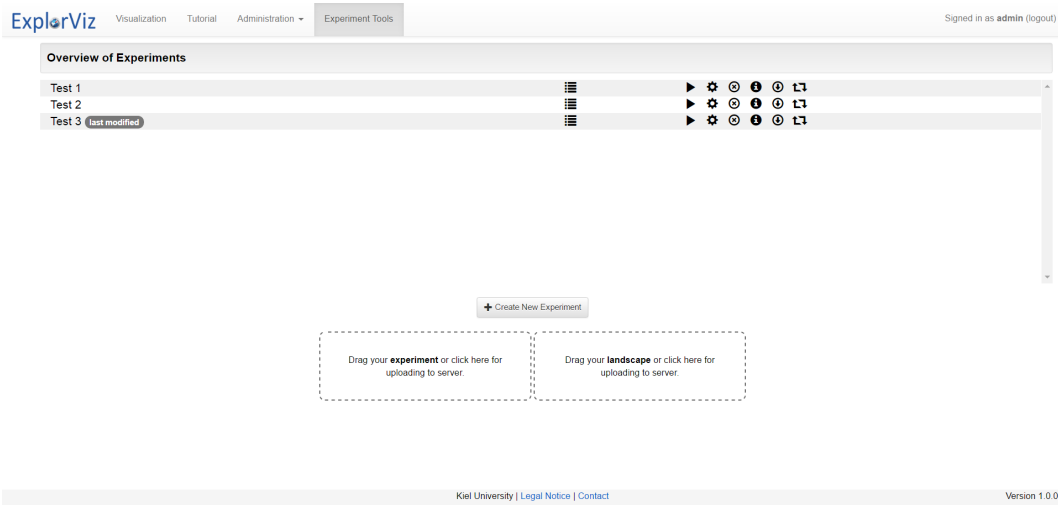 ExplorViz Visualization Tutorial Administration Experiment Tools Signed in as admin (logout)
Overview of Experiments
Test 1
Test 2
Test 3 last modified
Create New Experiment
Drag your experiment or click here for
uploading to server.
Drag your landscape or click here for
uploading to server.
Kiel University | Legal Notice | Contact Version 1.0.0